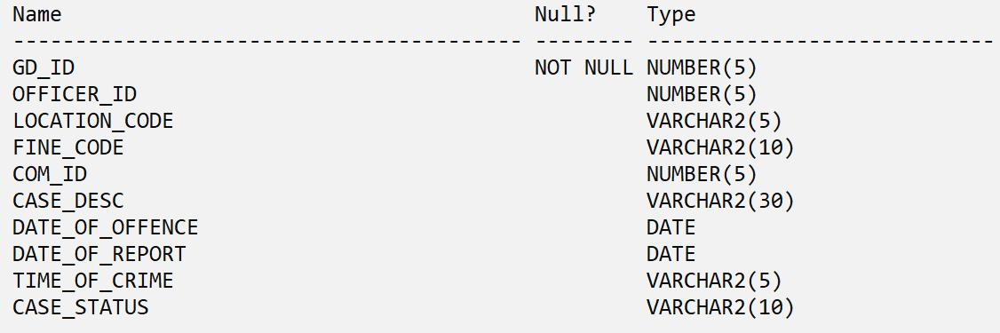 Name Null? Type
----------------------------------------- -------- ----------------------------
GD_ID NOT NULL NUMBER(5)
OFFICER_ID NUMBER(5)
LOCATION_CODE VARCHAR2(5)
FINE_CODE VARCHAR2(10)
COM_ID NUMBER(5)
CASE_DESC VARCHAR2(30)
DATE_OF_OFFENCE DATE
DATE_OF_REPORT DATE
TIME_OF_CRIME VARCHAR2(5)
CASE_STATUS VARCHAR2(10)